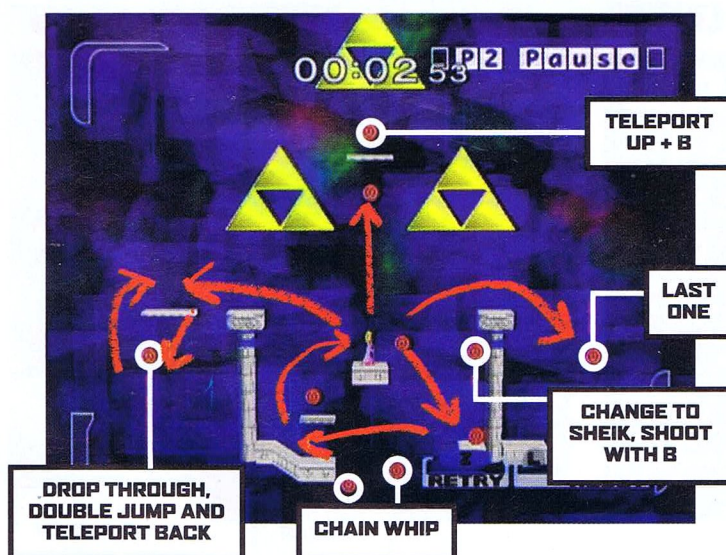 00:02 53
P2 Pause
TELEPORT
UP + B
LAST
ONE
CHANGE TO
SHEIK, SHOOT
WITH B
Z
RETRY
L
DROP THROUGH,
DOUBLE JUMP AND
TELEPORT BACK
CHAIN WHIP